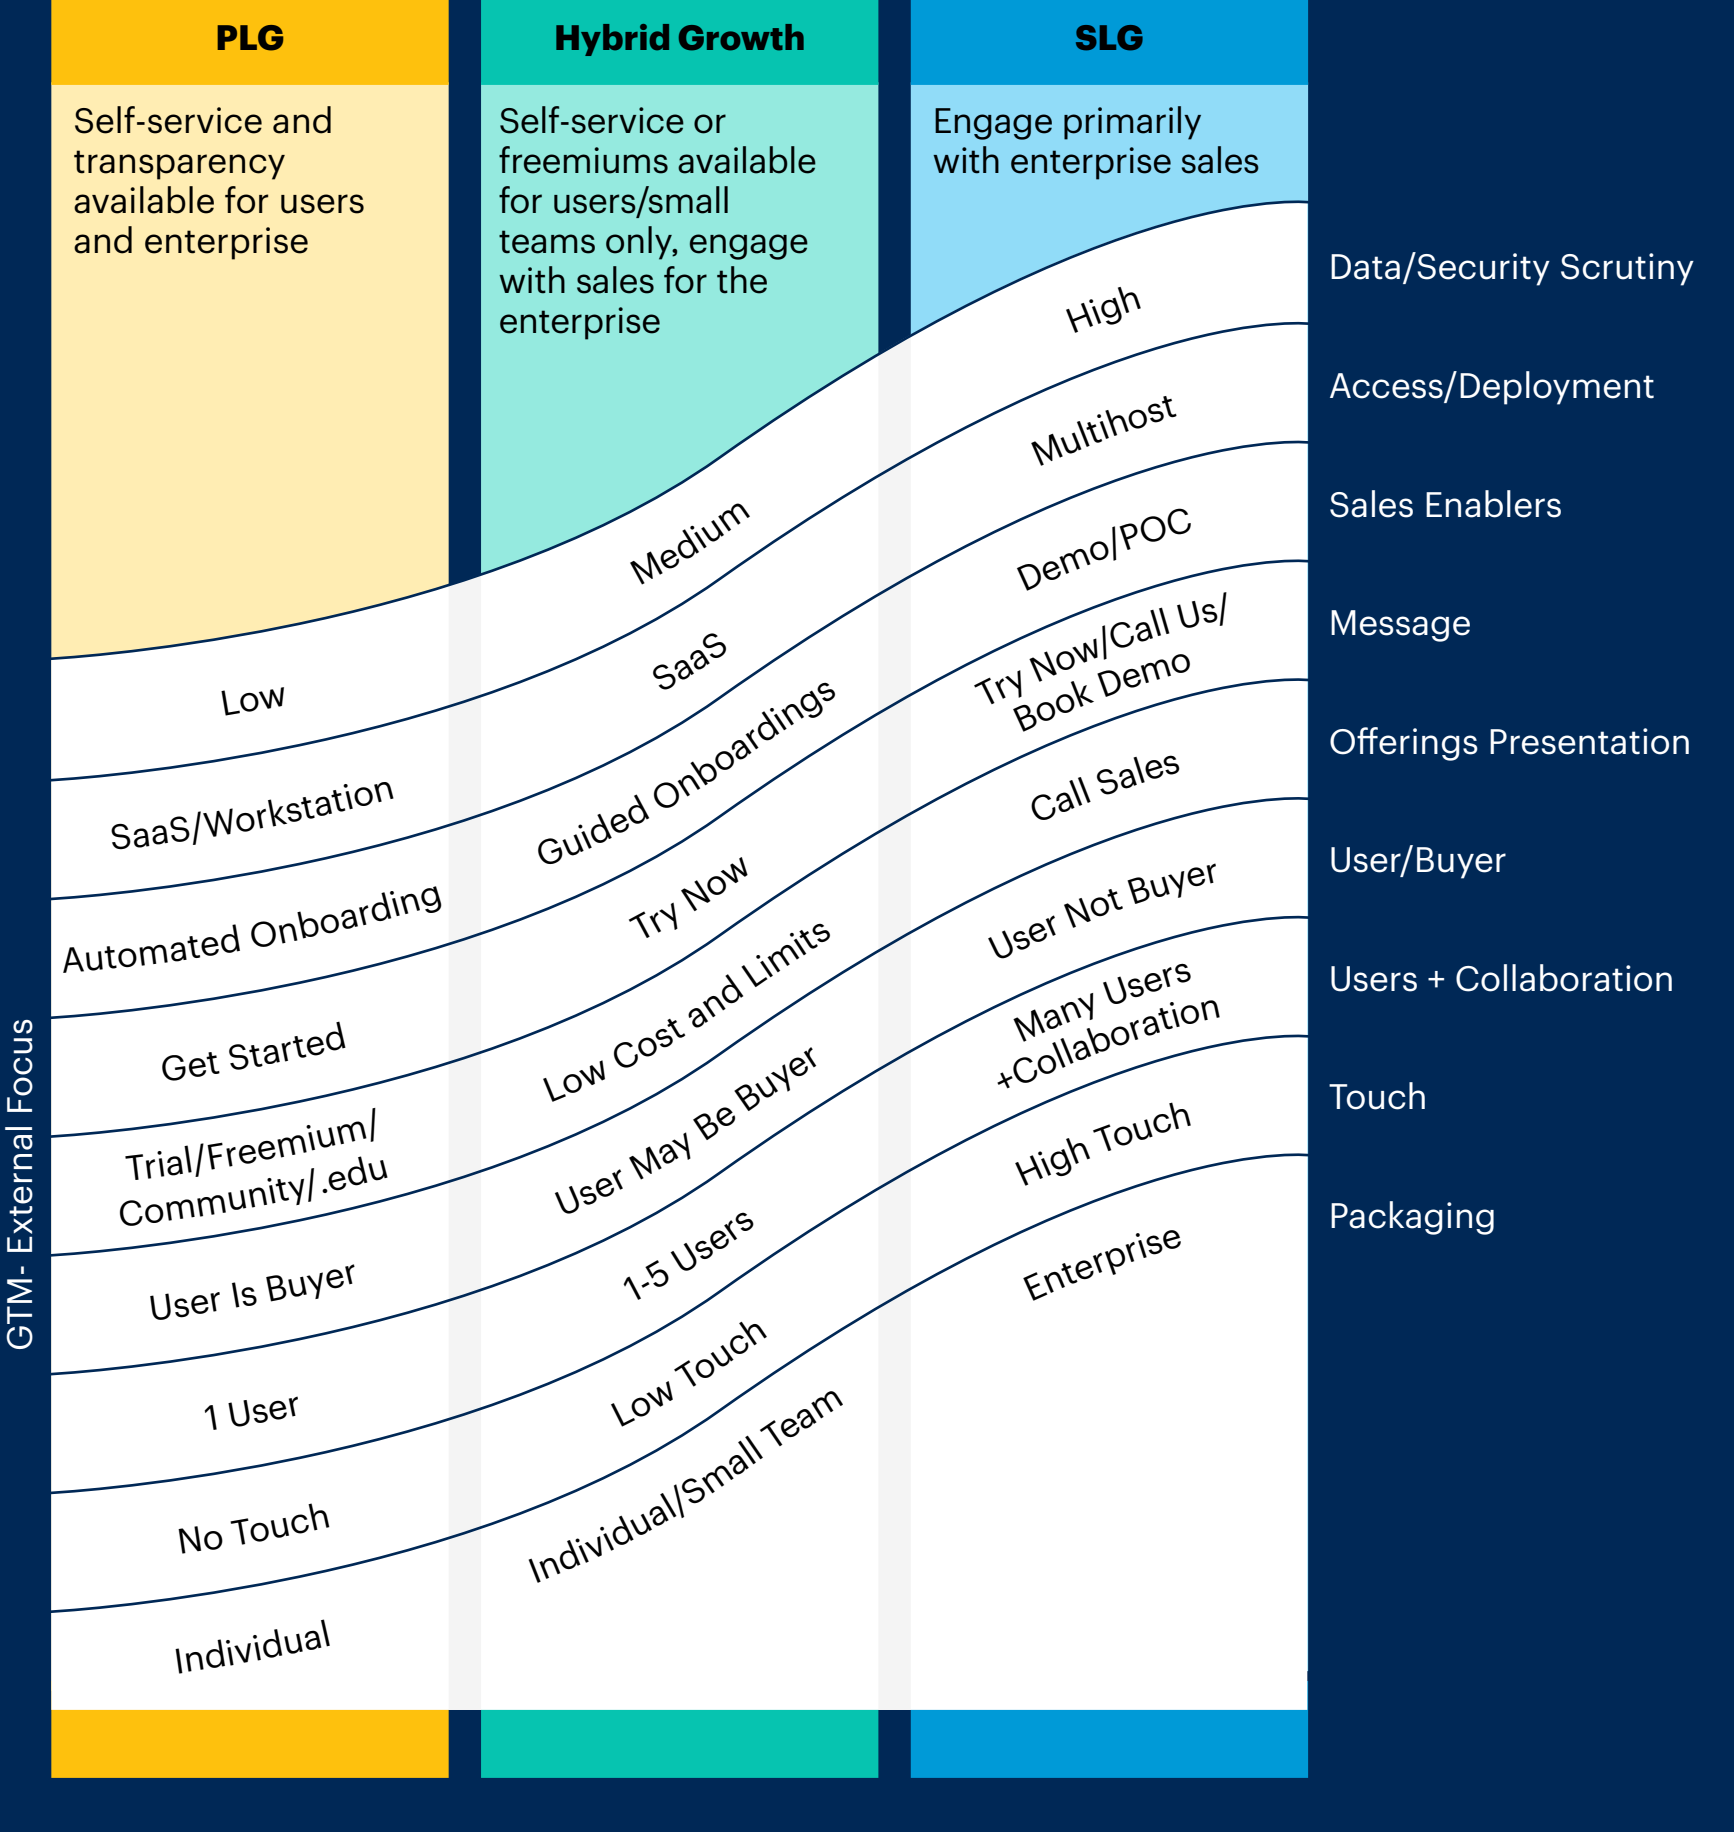 PLG
Hybrid Growth
SLG
Self-service and
transparency
available for users
and enterprise
Self-service or
freemiums available
for users/small
teams only, engage
with sales for the
enterprise
Engage primarily
with enterprise sales
Low
Medium
High
Data/Security Scrutiny
SaaS/Workstation
SaaS
Multihost
Access/Deployment
Automated Onboarding
Guided Onboardings
Demo/POC
Sales Enablers
Get Started
Try Now
Try Now/Call Us/
Book Demo
Message
Trial/Freemium/
Community/.edu
Low Cost and Limits
Call Sales
Offerings Presentation
User Is Buyer
User May Be Buyer
User Not Buyer
User/Buyer
1 User
1-5 Users
Many Users
+Collaboration
Users + Collaboration
No Touch
Low Touch
High Touch
Touch
Individual
Individual/Small Team
Enterprise
Packaging
GTM- External Focus